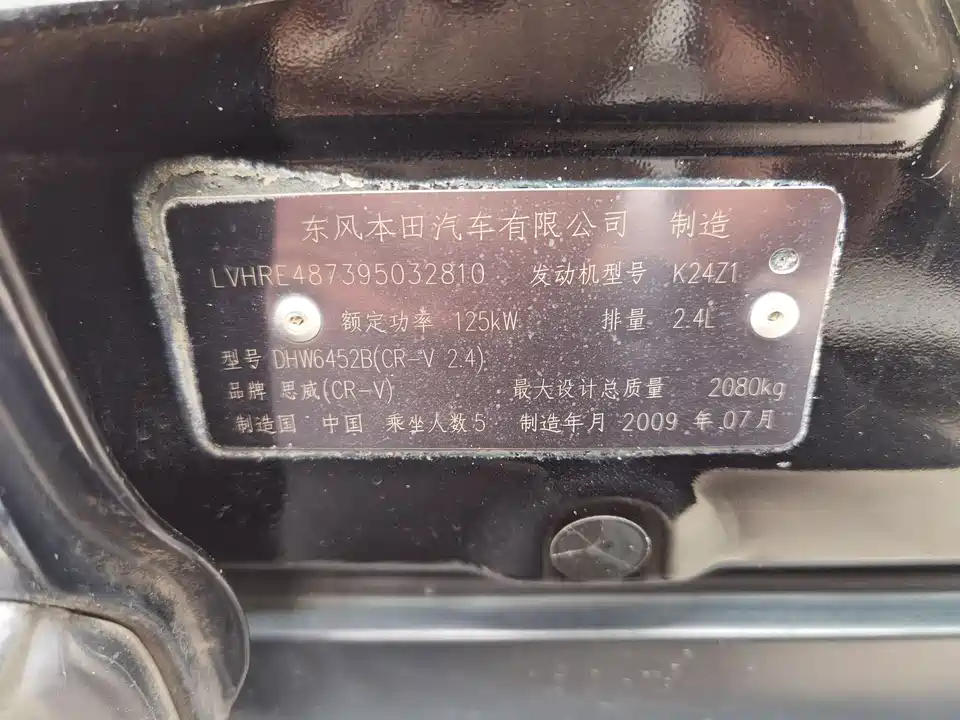 东风本田汽车有限公司 制造
LVHRE487395032810 发动机型号 K24Z1
额定功率 125kW 排量 2.4L
型号 DHW6452B(CR-V 2.4)
品牌 思威(CR-V) 最大设计总质量 2080kg
制造国 中国 乘坐人数 5 制造年月 2009 年 07 月